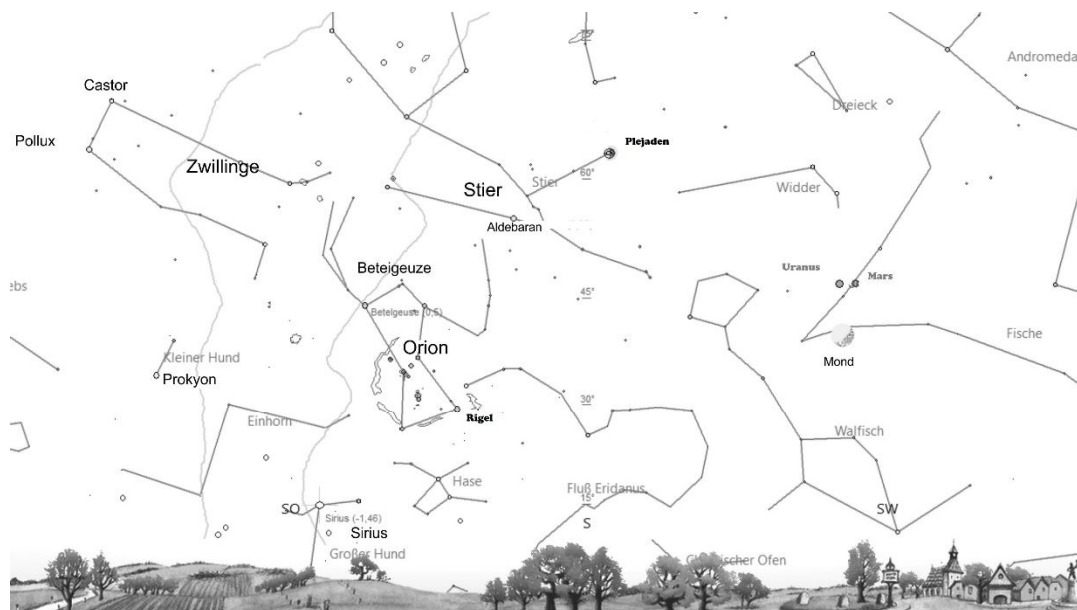 Andromeda
Castor
Dreieck
Pollux
Plejaden
Zwillinge
60°
Stier
Stier
Widder
Aldebaran
Beteigeuze
Uranus
Mars
ebs
45°
Betelgeuse (0,5)
Fische
Orion
Kleiner Hund
Mond
Prokyon
30°
Rigel
Einhorn
Walfisch
Hase
Fluß Eridanus
15°
SO
SW
Sirius (-1,46)
S
Sirius
Großer Hund
Ofen